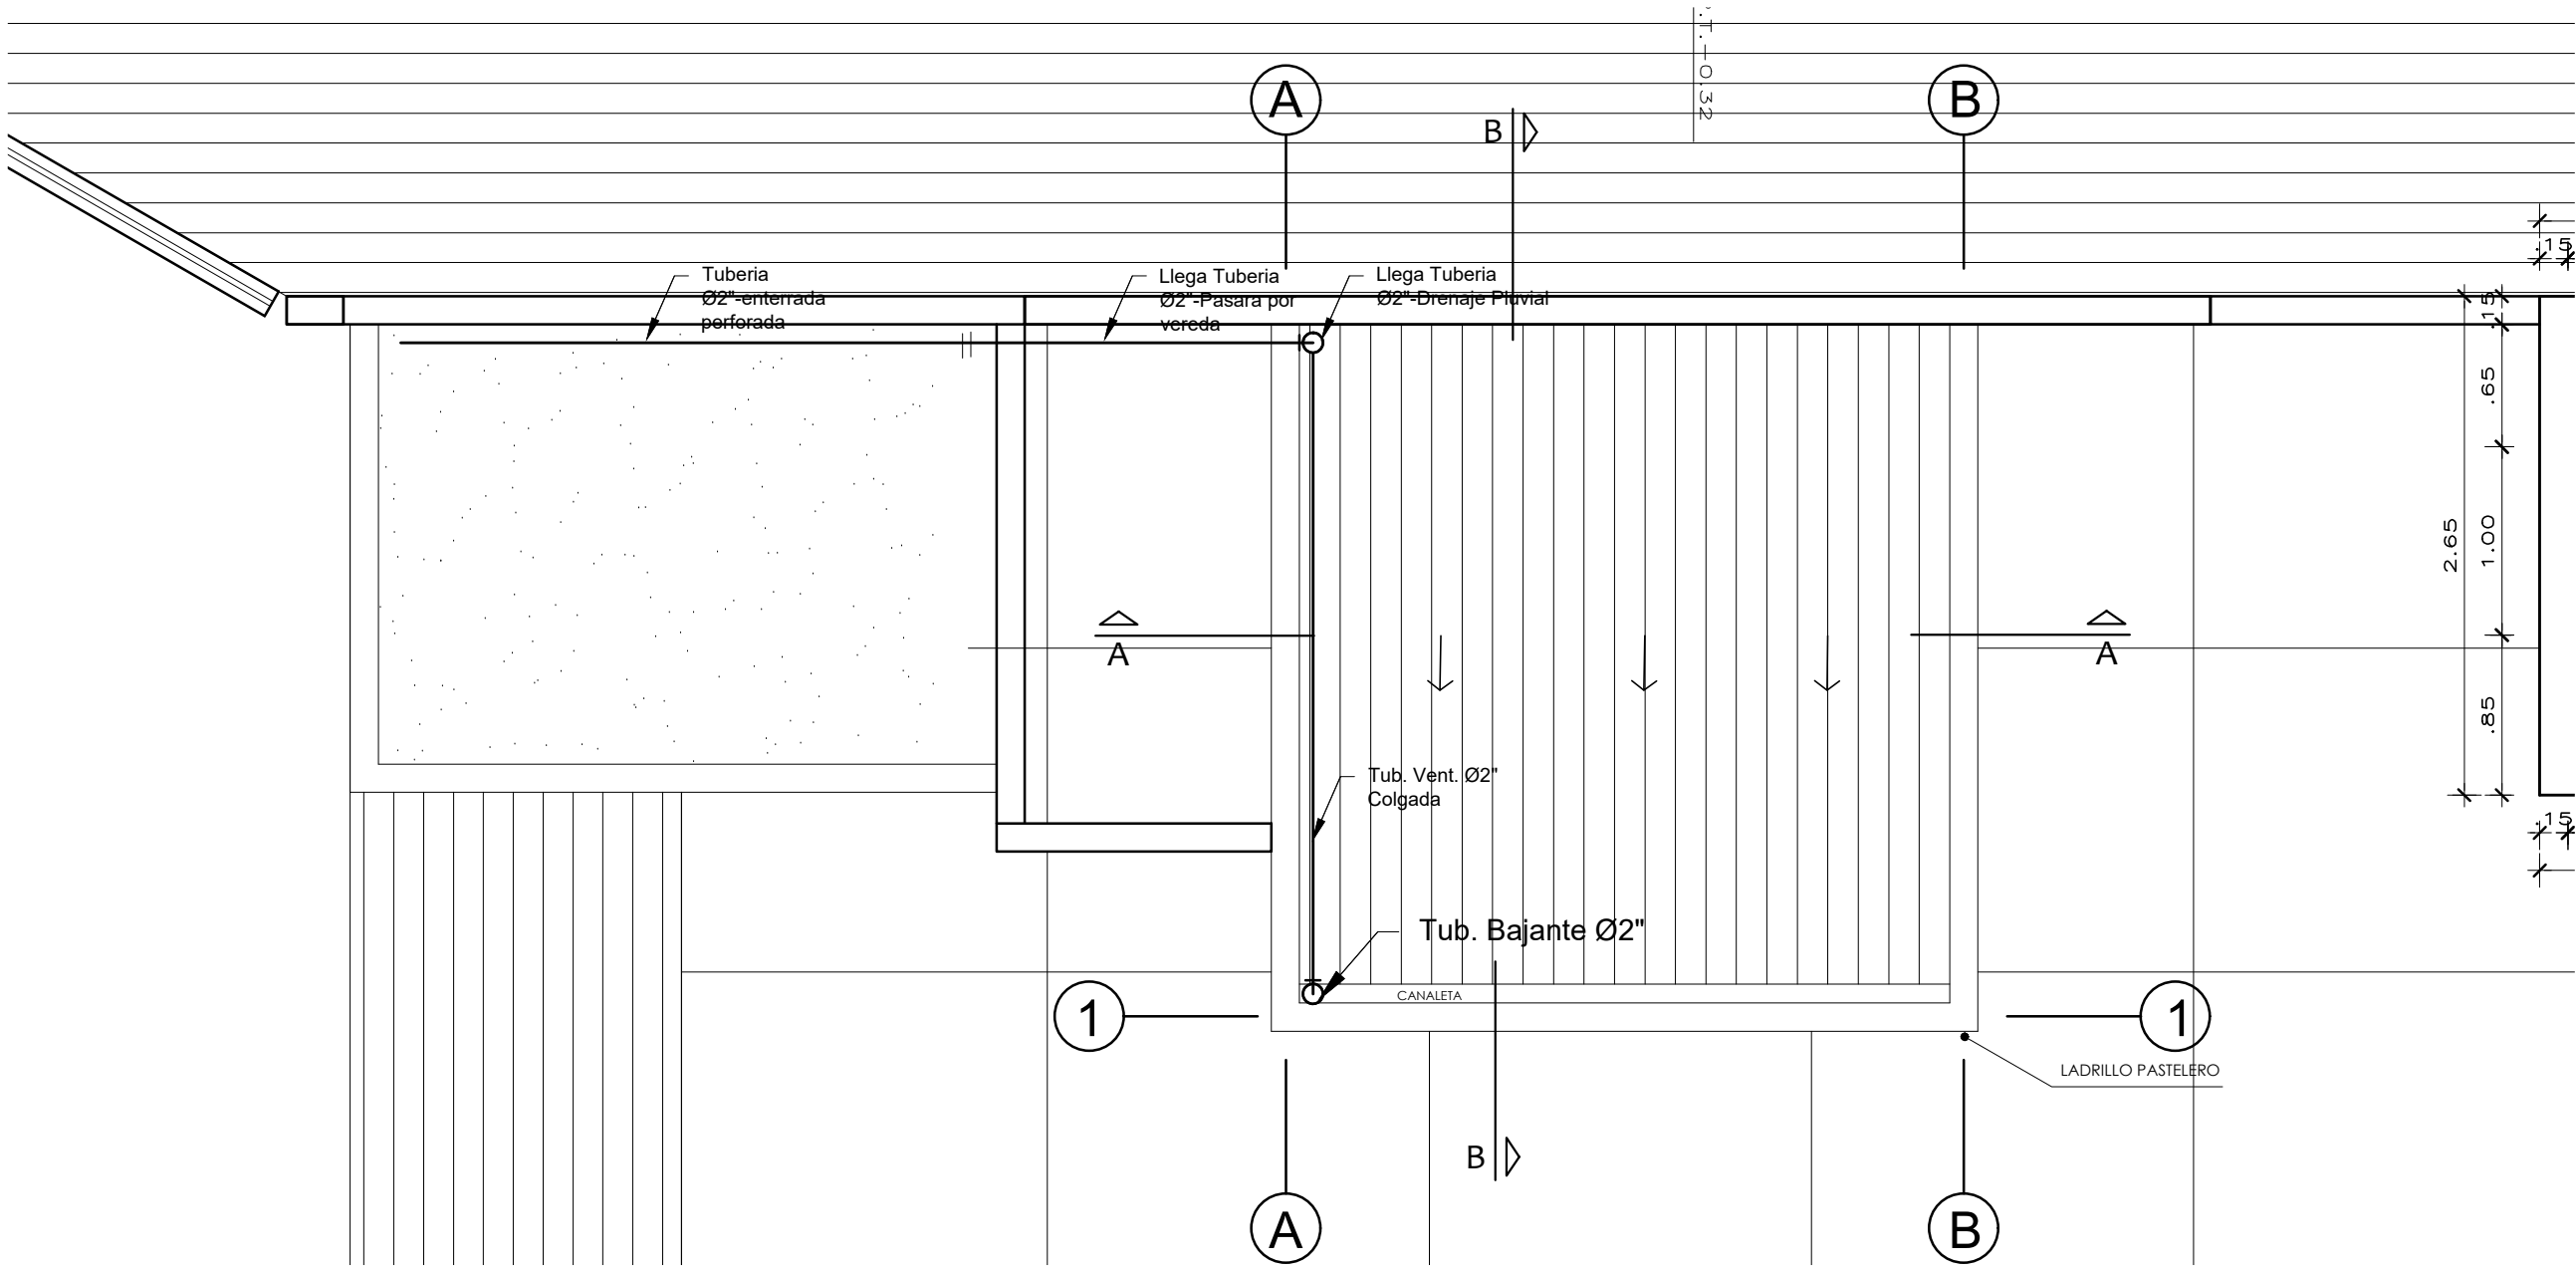 .T.-0.32
A
B
B
.15
Tuberia
Ø2"-enterrada
perforada
Llega Tuberia
Ø2"-Pasara por
vereda
Llega Tuberia
Ø2"-Drenaje Pluvial
.15
.65
2.65
1.00
A
A
.85
Tub. Vent. Ø2"
Colgada
.15
Tub. Bajante Ø2"
CANALETA
1
1
LADRILLO PASTELERO
B
A
B